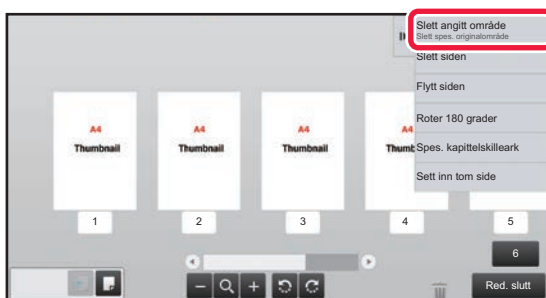 Slett angitt område
Slett spes. originalområde
Slett siden
Flytt siden
Roter 180 grader
Spes. kapittelskilleark
Sett inn tom side
A4
Thumbnail
A4
Thumbnail
A4
Thumbnail
A4
Thumb
1
2
3
4
5
6
Red. slutt